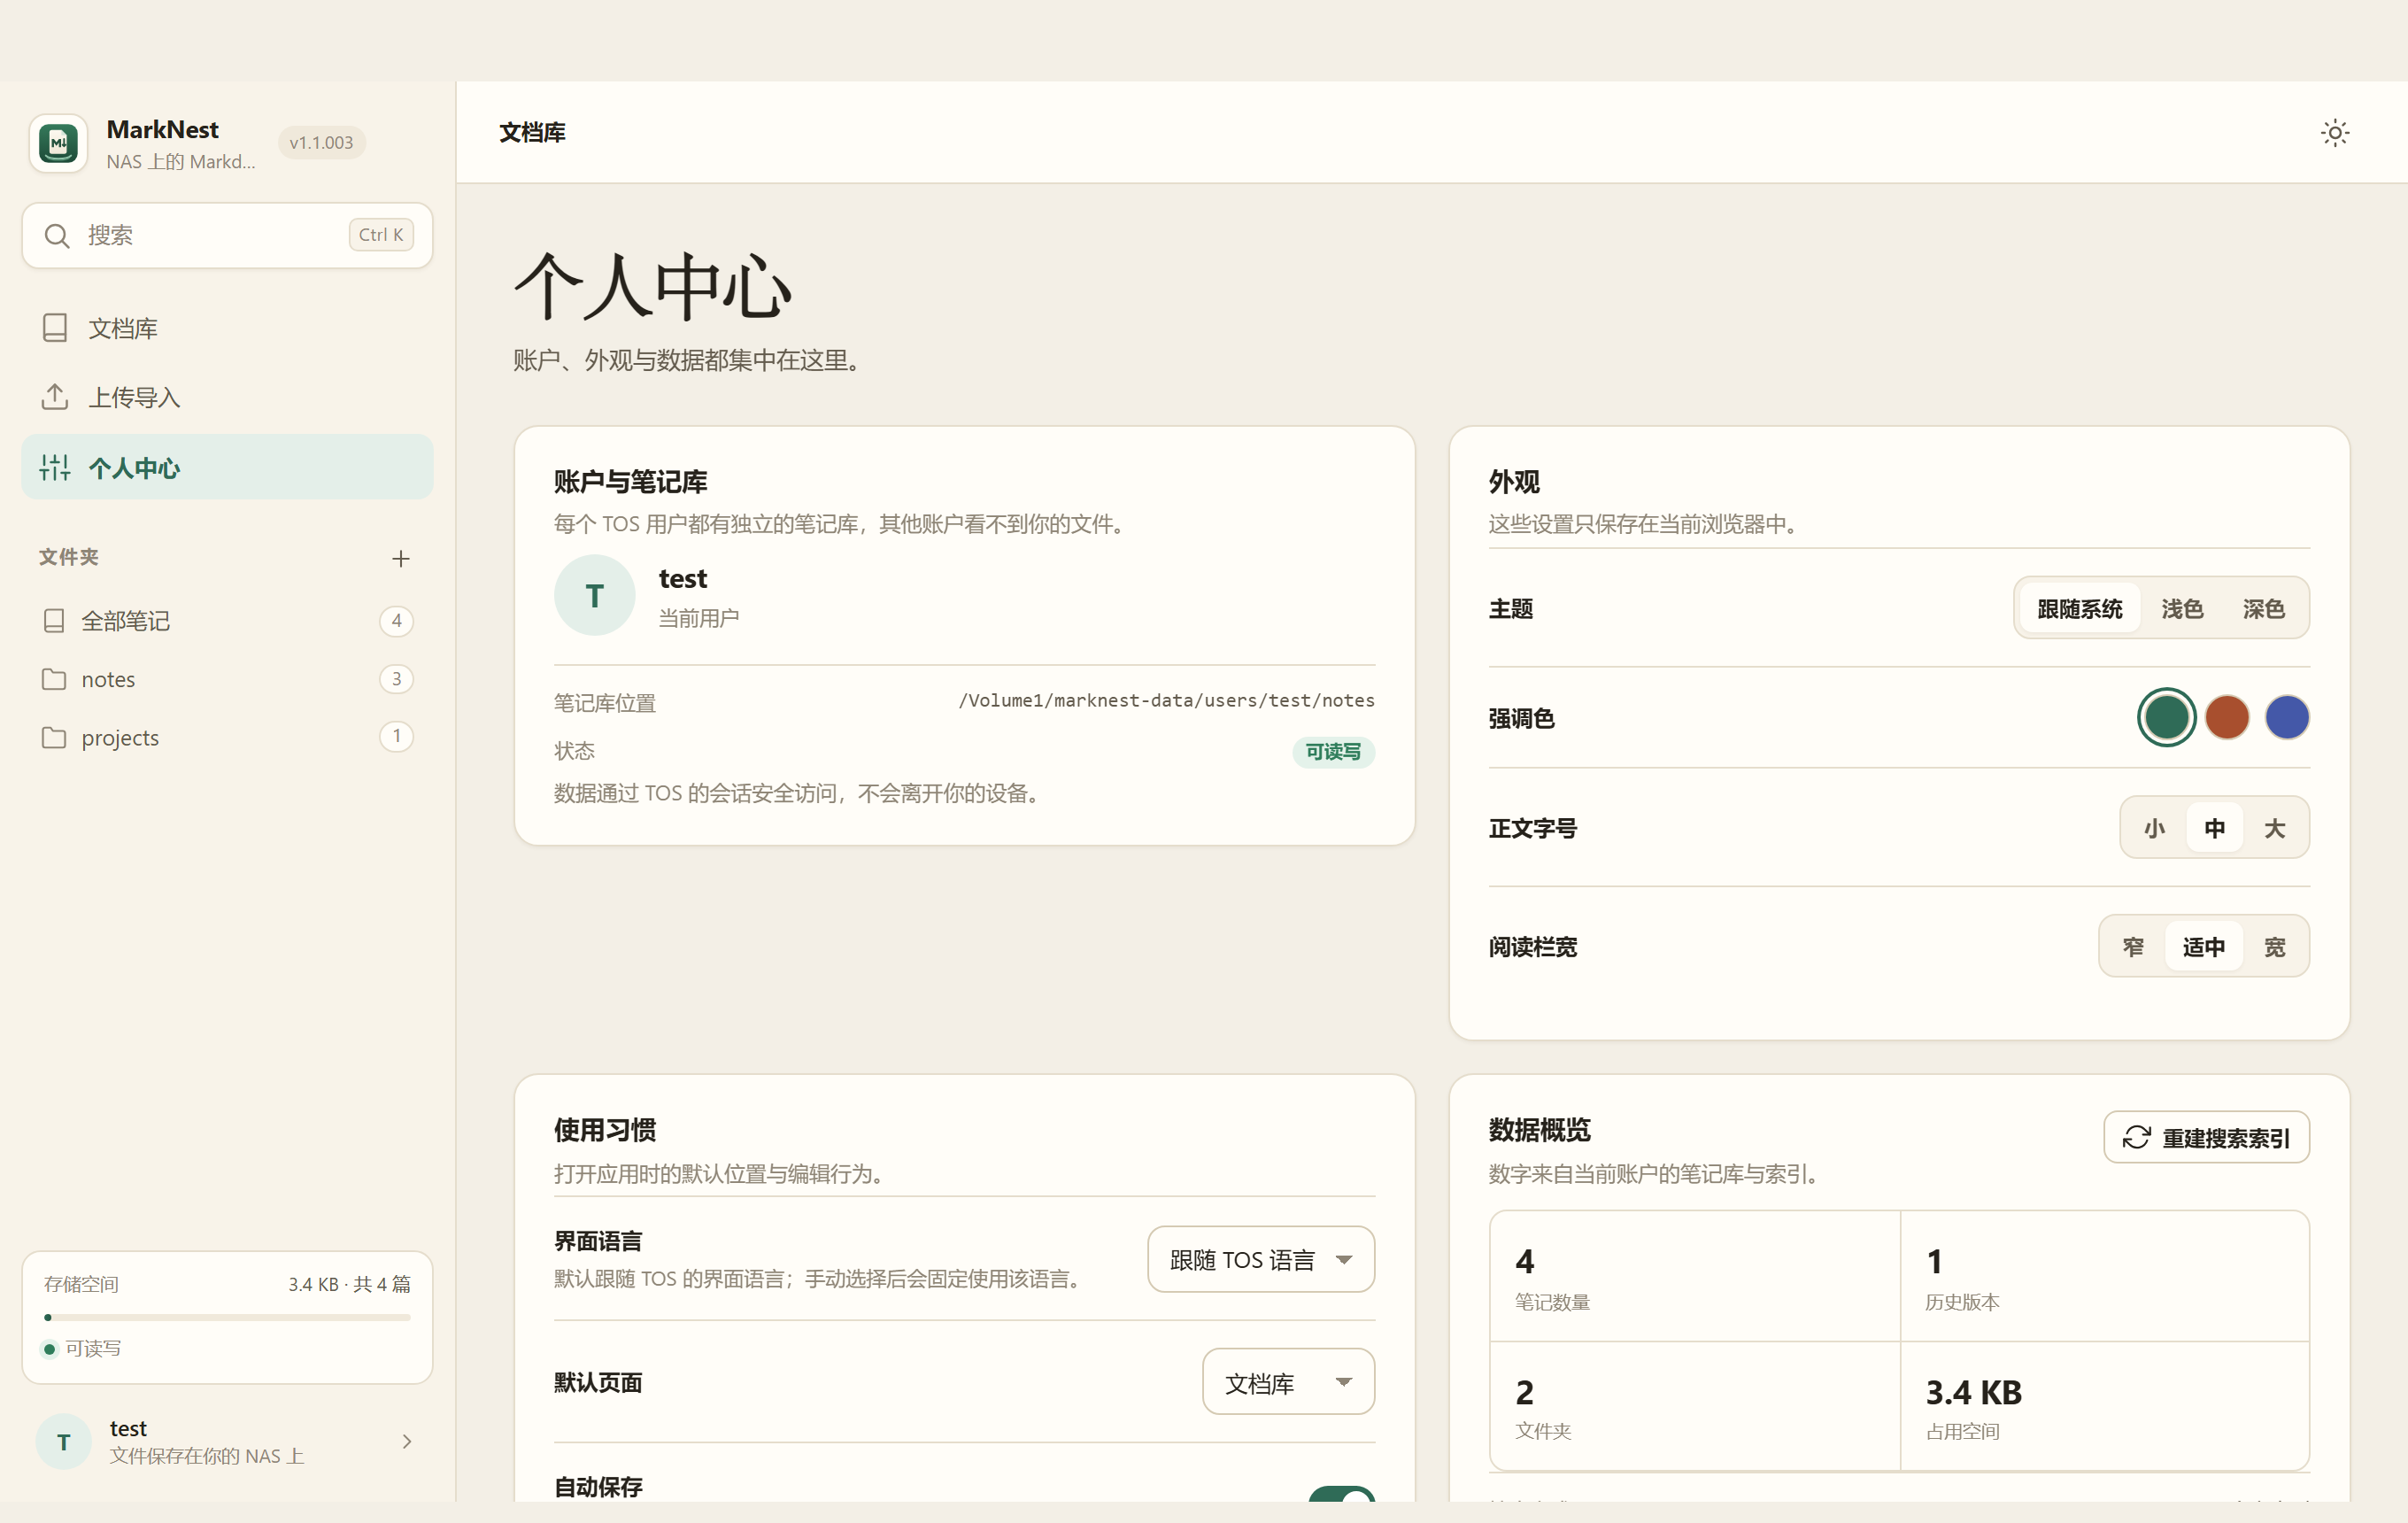 MarkNest
NAS 上的 Markd...
v1.1.003
搜索
Ctrl K
文档库
上传导入
个人中心
文件夹
全部笔记
4
notes
3
projects
1
存储空间
3.4 KB · 共 4 篇
可读写
T
test
文件保存在你的 NAS 上
文档库
个人中心
账户、外观与数据都集中在这里。
账户与笔记库
每个 TOS 用户都有独立的笔记库，其他账户看不到你的文件。
T
test
当前用户
笔记库位置
/Volume1/marknest-data/users/test/notes
状态
可读写
数据通过 TOS 的会话安全访问，不会离开你的设备。
外观
这些设置只保存在当前浏览器中。
主题
跟随系统 浅色 深色
强调色
正文字号
小 中 大
阅读栏宽
窄 适中 宽
使用习惯
打开应用时的默认位置与编辑行为。
界面语言
默认跟随 TOS 的界面语言；手动选择后会固定使用该语言。
跟随 TOS 语言
默认页面
文档库
自动保存
数据概览
数字来自当前账户的笔记库与索引。
重建搜索索引
4
笔记数量
1
历史版本
2
文件夹
3.4 KB
占用空间